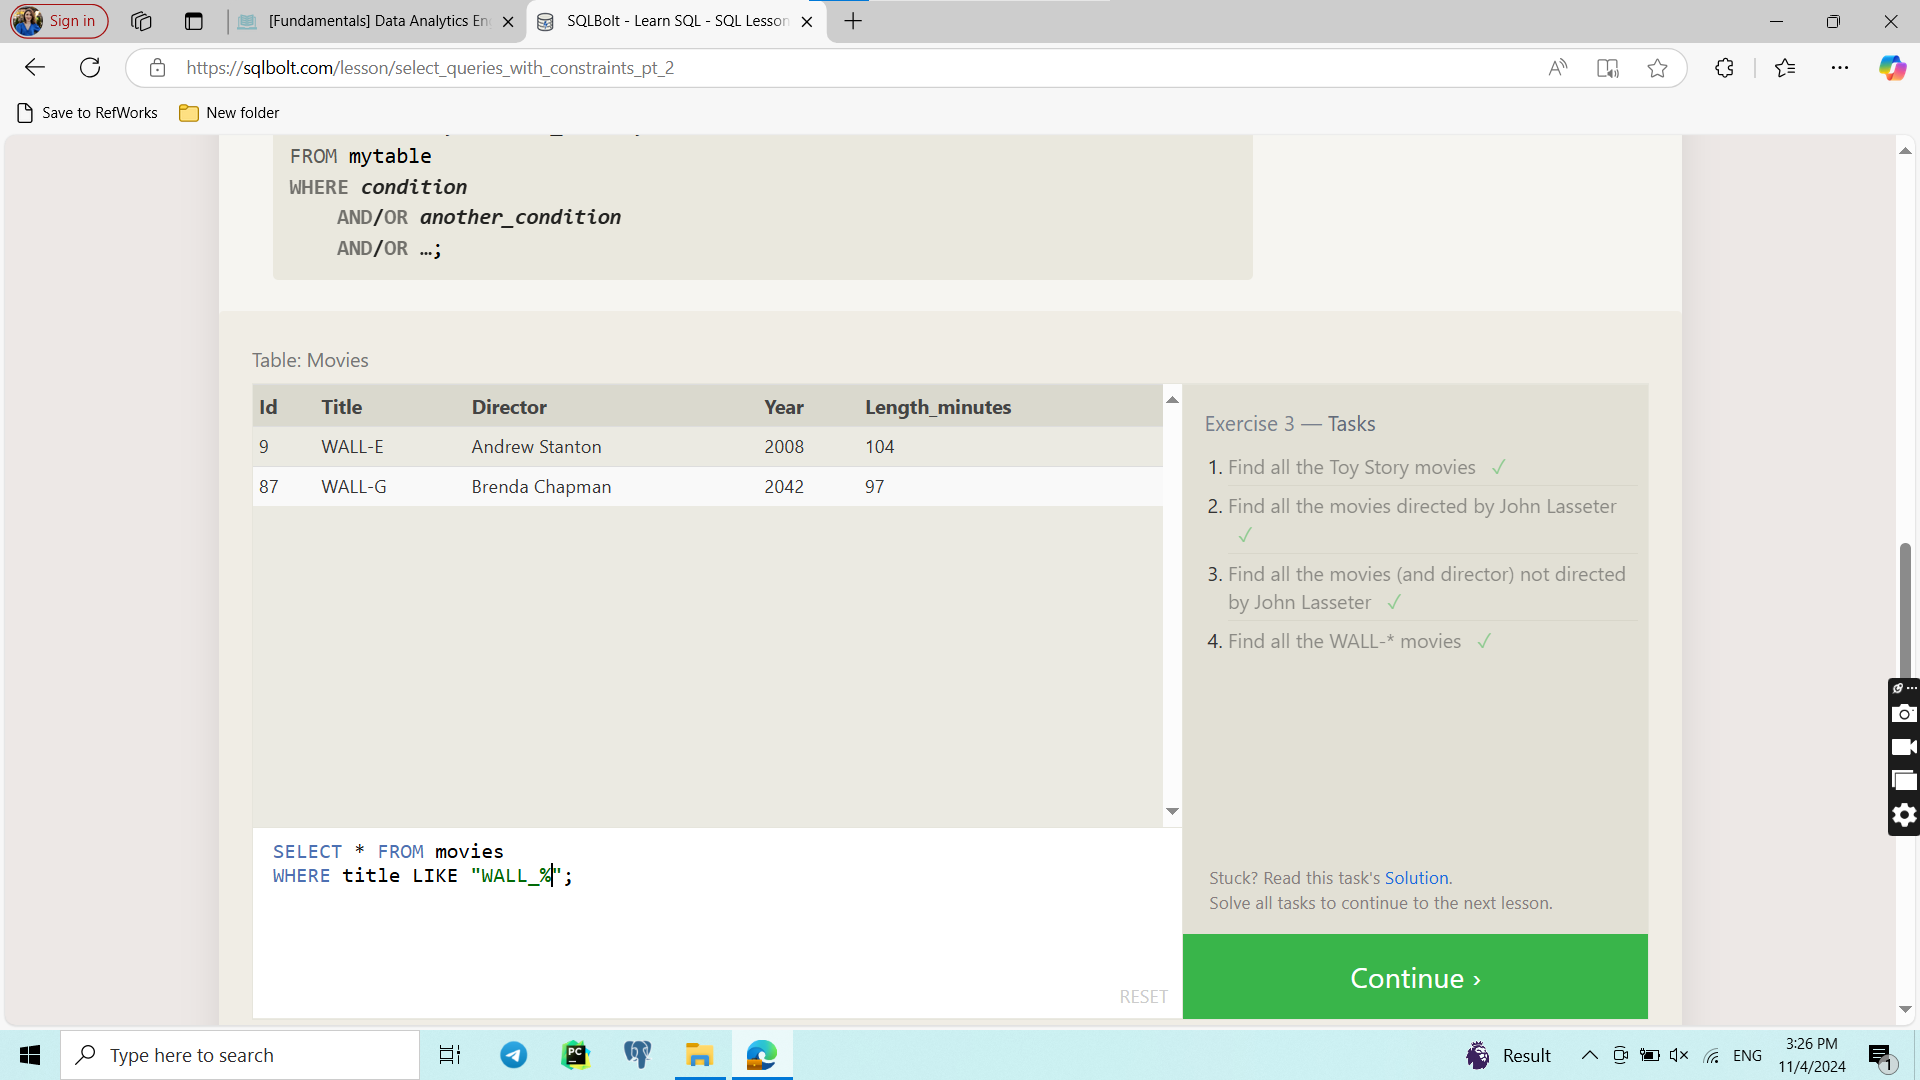 Sign in
[Fundamentals] Data Analytics En
SQLBolt - Learn SQL - SQL Lesson
https://sqlbolt.com/lesson/select_queries_with_constraints_pt_2
Save to RefWorks
New folder
FROM mytable
WHERE condition
AND/OR another_condition
AND/OR …;
Table: Movies
Id Title Director Year Length_minutes
9 WALL-E Andrew Stanton 2008 104
87 WALL-G Brenda Chapman 2042 97
Exercise 3 — Tasks
1. Find all the Toy Story movies ✓
2. Find all the movies directed by John Lasseter
✓
3. Find all the movies (and director) not directed
by John Lasseter ✓
4. Find all the WALL-* movies ✓
SELECT * FROM movies
WHERE title LIKE "WALL_%";
RESET
Stuck? Read this task's Solution.
Solve all tasks to continue to the next lesson.
Continue ›
Type here to search
PC
Result
ENG
3:26 PM
11/4/2024
1